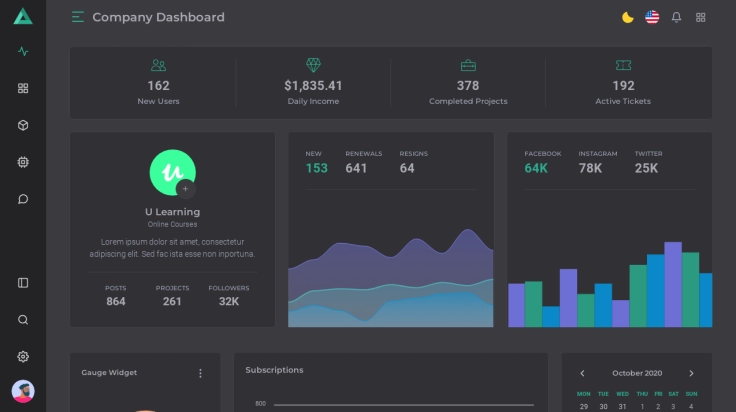 Company Dashboard
162
New Users
$1,835.41
Daily Income
378
Completed Projects
192
Active Tickets
U Learning
Online Courses
Lorem ipsum dolor sit amet, consectetur
adipiscing elit. Sed fac ista esse non inportuna.
POSTS PROJECTS FOLLOWERS
864 261 32K
NEW RENEWALS RESIGNS
153 641 64
FACEBOOK INSTAGRAM TWITTER
64K 78K 25K
Gauge Widget
Subscriptions
800
October 2020
MON TUE WED THU FRI SAT SUN
29 30 31 1 2 3 4